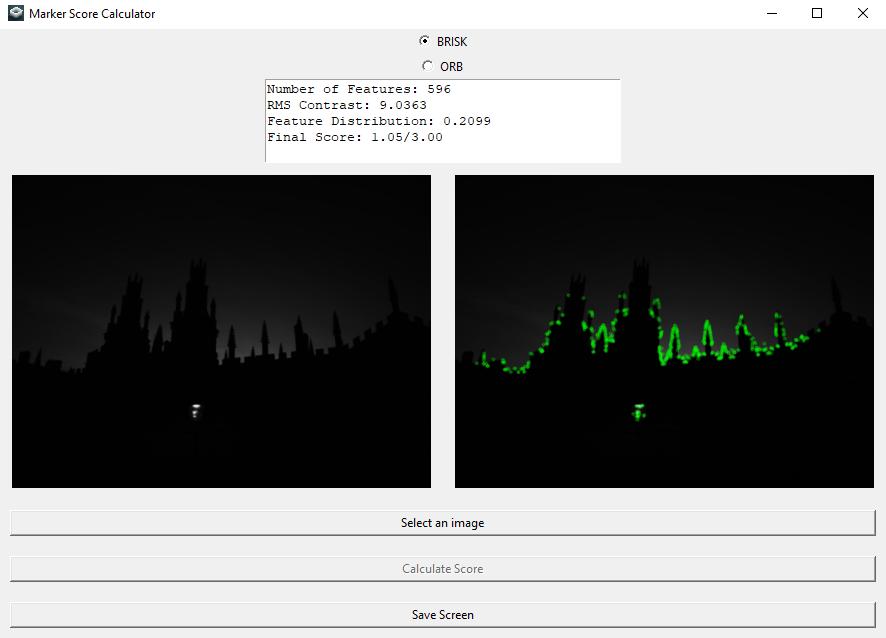 Marker Score Calculator
BRISK
ORB
Number of Features: 596
RMS Contrast: 9.0363
Feature Distribution: 0.2099
Final Score: 1.05/3.00
Select an image
Calculate Score
Save Screen